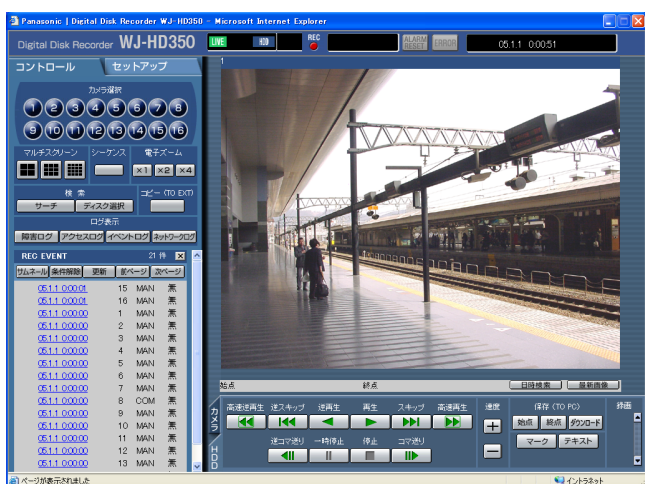 Panasonic | Digital Disk Recorder WJ-HD350 - Microsoft Internet Explorer
Digital Disk Recorder WJ-HD350
LIVE HDD REC ALARM RESET ERROR 05.1.1 0:00:51
コントロール セットアップ
1
カメラ選択
1 2 3 4 5 6 7 8
9 10 11 12 13 14 15 16
マルチスクリーン シーケンス 電子ズーム
×1 ×2 ×4
検索 コピー (TO EXT)
サーチ ディスク選択
ログ表示
障害ログ アクセスログ イベントログ ネットワークログ
REC EVENT 21 件
サムネール 条件解除 更新 前ページ 次ページ
05.1.1 0:00:01 15 MAN 無
05.1.1 0:00:01 16 MAN 無
05.1.1 0:00:00 1 MAN 無
05.1.1 0:00:00 2 MAN 無
05.1.1 0:00:00 3 MAN 無
05.1.1 0:00:00 4 MAN 無
05.1.1 0:00:00 5 MAN 無
05.1.1 0:00:00 6 MAN 無
05.1.1 0:00:00 7 MAN 無
05.1.1 0:00:00 8 COM 無
05.1.1 0:00:00 9 MAN 無
05.1.1 0:00:00 10 MAN 無
05.1.1 0:00:00 11 MAN 無
05.1.1 0:00:00 12 MAN 無
05.1.1 0:00:00 13 MAN 無
始点 終点 日時検索 最新画像
カメラ
HDD
高速逆再生 逆スキップ 逆再生 再生 スキップ 高速再生 速度 保存 (TO PC) 録画
始点 終点 ダウンロード
逆コマ送り 一時停止 停止 コマ送り
マーク テキスト
ページが表示されました イントラネット